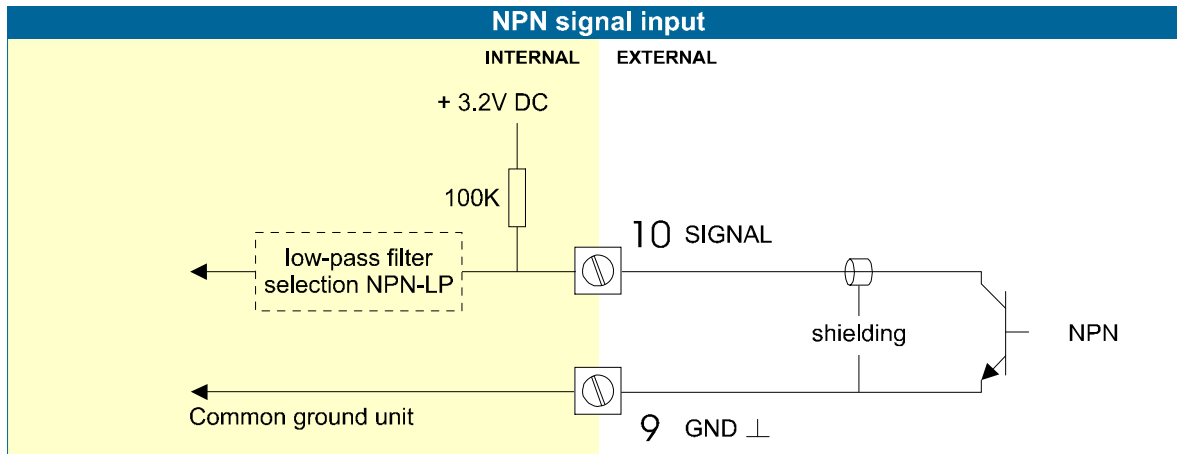 NPN signal input
INTERNAL EXTERNAL
+ 3.2V DC
100K
10 SIGNAL
low-pass filter
selection NPN-LP
shielding
NPN
Common ground unit
9 GND ⊥